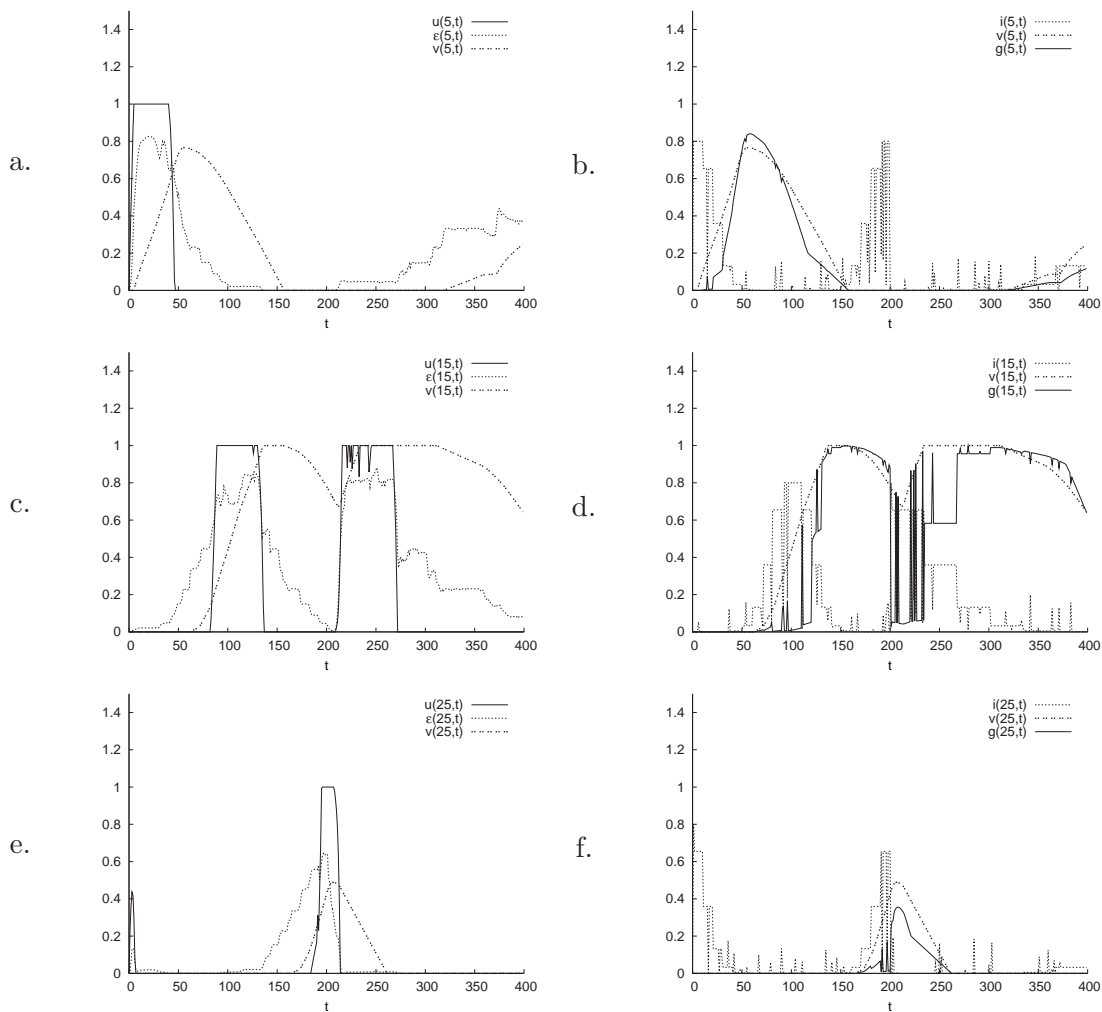 a.
u(5,t)
ε(5,t)
v(5,t)
1.4
1.2
1
0.8
0.6
0.4
0.2
0
0 50 100 150 200 250 300 350 400
t
b.
i(5,t)
v(5,t)
g(5,t)
1.4
1.2
1
0.8
0.6
0.4
0.2
0
0 50 100 150 200 250 300 350 400
t
c.
u(15,t)
ε(15,t)
v(15,t)
1.4
1.2
1
0.8
0.6
0.4
0.2
0
0 50 100 150 200 250 300 350 400
t
d.
i(15,t)
v(15,t)
g(15,t)
1.4
1.2
1
0.8
0.6
0.4
0.2
0
0 50 100 150 200 250 300 350 400
t
e.
u(25,t)
ε(25,t)
v(25,t)
1.4
1.2
1
0.8
0.6
0.4
0.2
0
0 50 100 150 200 250 300 350 400
t
f.
i(25,t)
v(25,t)
g(25,t)
1.4
1.2
1
0.8
0.6
0.4
0.2
0
0 50 100 150 200 250 300 350 400
t